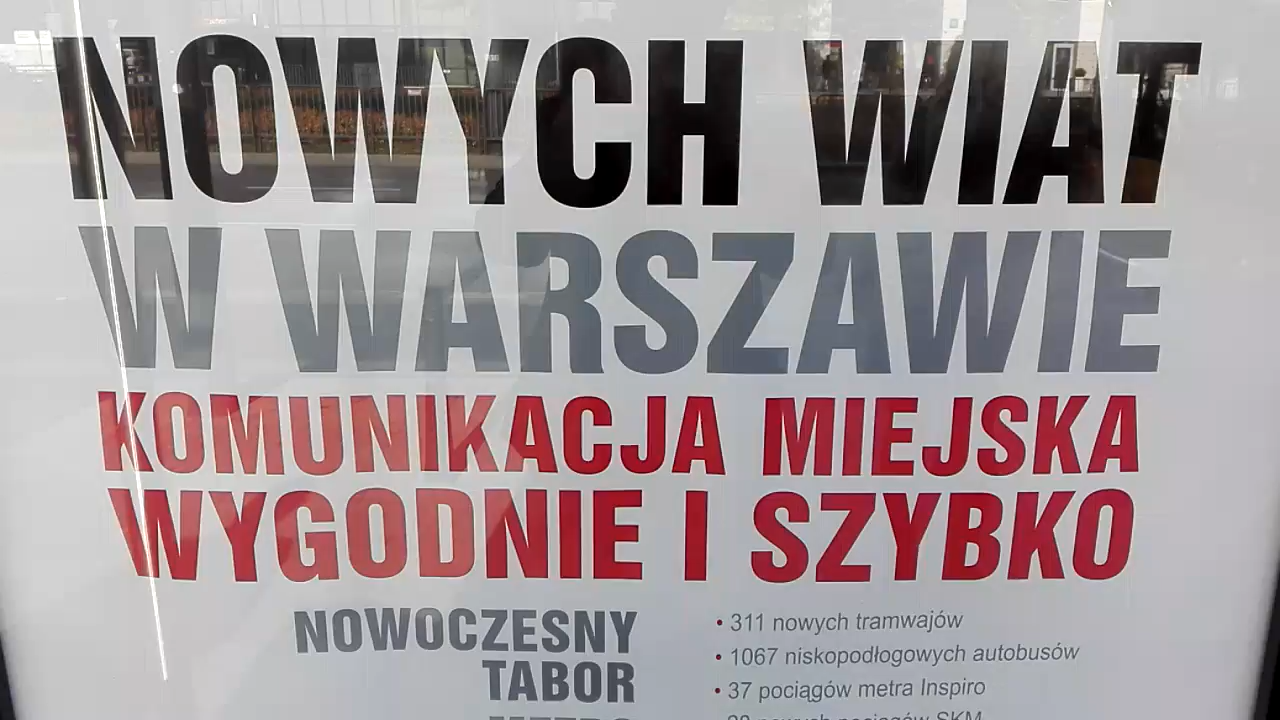 NOWYCH WIAT
W WARSZAWIE
KOMUNIKACJA MIEJSKA
WYGODNIE I SZYBKO
NOWOCZESNY
TABOR
• 311 nowych tramwajów
• 1067 niskopodłogowych autobusów
• 37 pociągów metra Inspiro